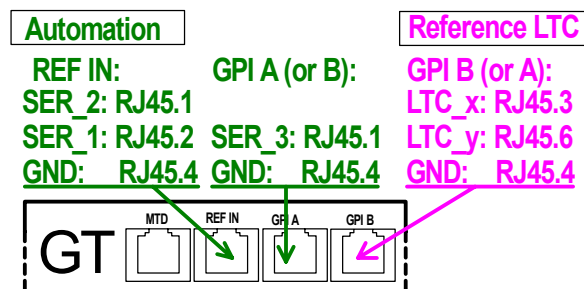 Automation
Reference LTC
REF IN:
GPI A (or B):
GPI B (or A):
SER_2: RJ45.1
LTC_x: RJ45.3
SER_1: RJ45.2
SER_3: RJ45.1
LTC_y: RJ45.6
GND: RJ45.4
GND: RJ45.4
GND: RJ45.4
MTD
REF IN
GPI A
GPI B
GT